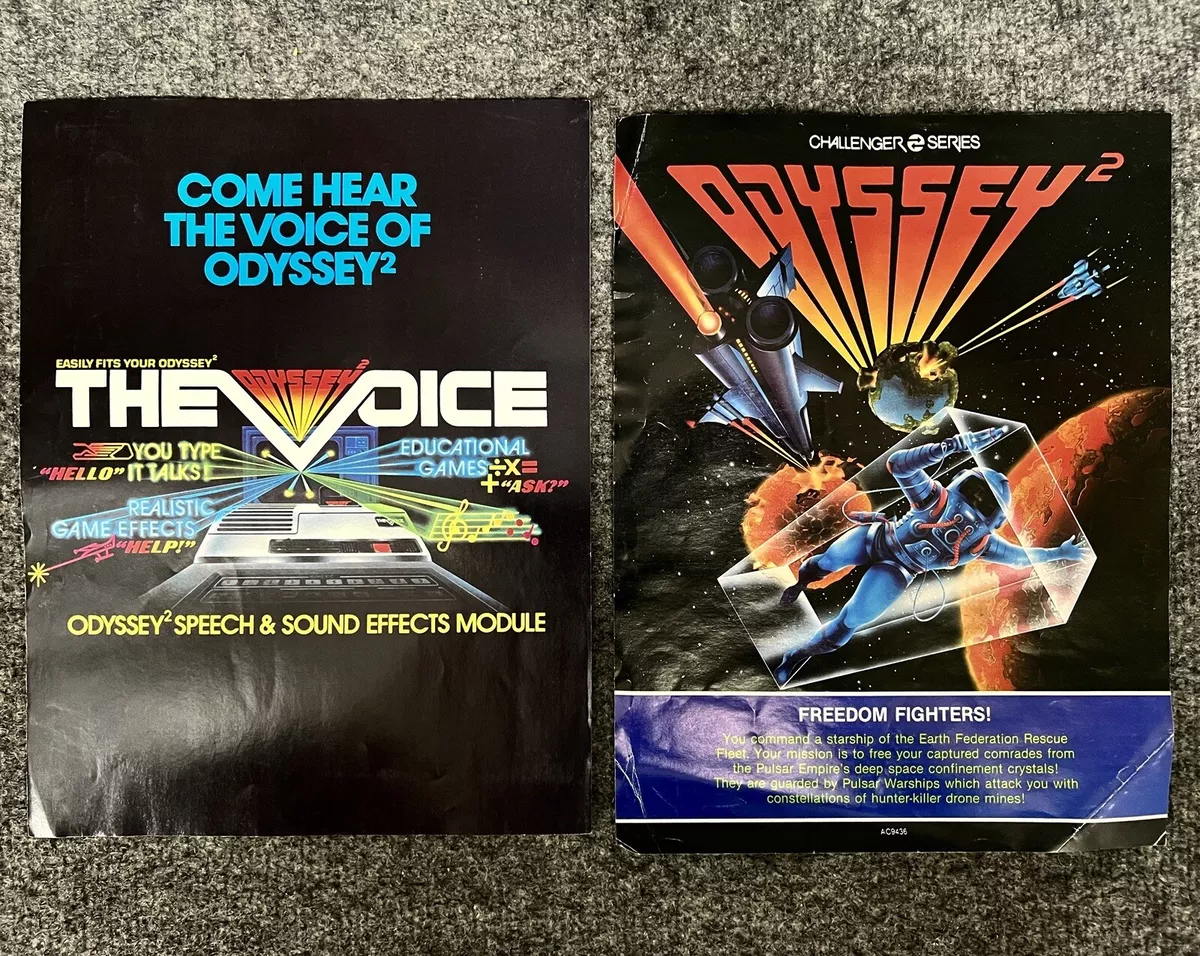 COME HEAR
THE VOICE OF
ODYSSEY²
EASILY FITS YOUR ODYSSEY²
THE VOICE
ODYSSEY²
YOU TYPE
"HELLO" IT TALKS!
REALISTIC
GAME EFFECTS
"HELP!"
EDUCATIONAL
GAMES ÷×=
+ "ASK?"
ODYSSEY² SPEECH & SOUND EFFECTS MODULE
CHALLENGER 2 SERIES
ODYSSEY²
FREEDOM FIGHTERS!
You command a starship of the Earth Federation Rescue
Fleet. Your mission is to free your captured comrades from
the Pulsar Empire's deep space confinement crystals!
They are guarded by Pulsar Warships which attack you with
constellations of hunter-killer drone mines!
AC9436